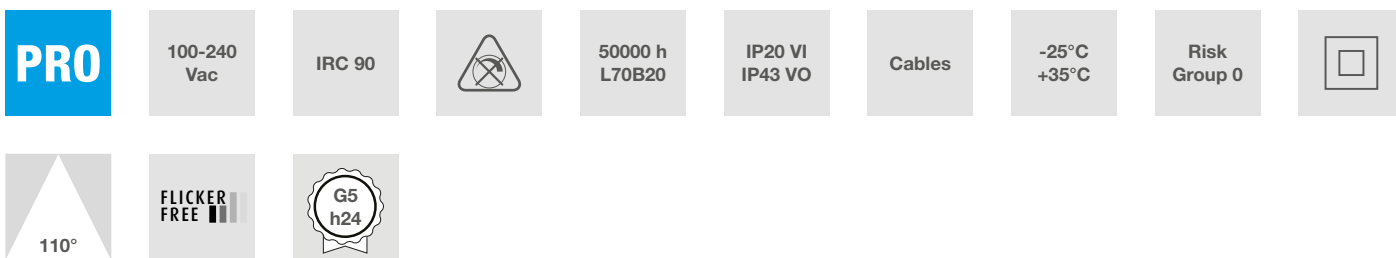 PRO
100-240
Vac
IRC 90
50000 h
L70B20
IP20 VI
IP43 VO
Cables
-25°C
+35°C
Risk
Group 0
110°
FLICKER
FREE
G5
h24